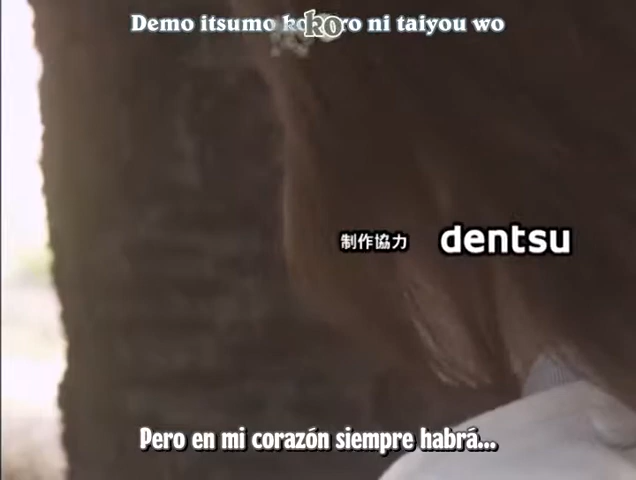 Demo itsumo kokoro ni taiyou wo
制作協力 dentsu
Pero en mi corazón siempre habrá...